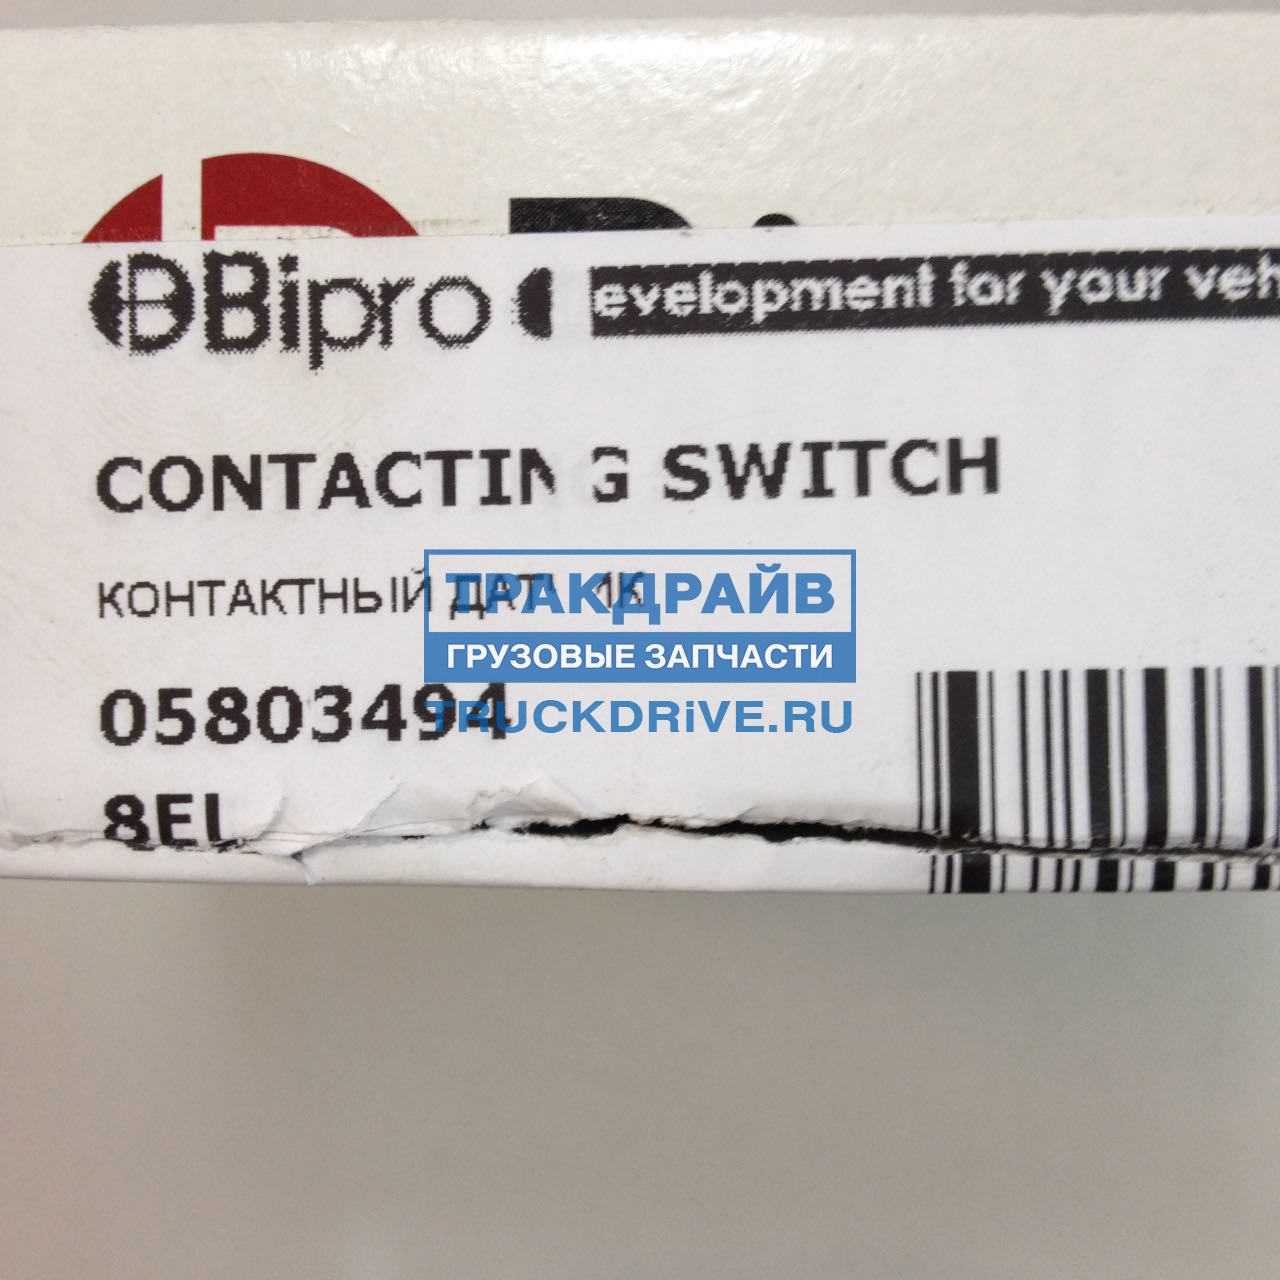 Bipro
evelopment for your veh
CONTACTING SWITCH
КОНТАКТНЫЙ
ТРАКДРАЙВ
ГРУЗОВЫЕ ЗАПЧАСТИ
05803494
TRUCKDRiVE.RU
8EL